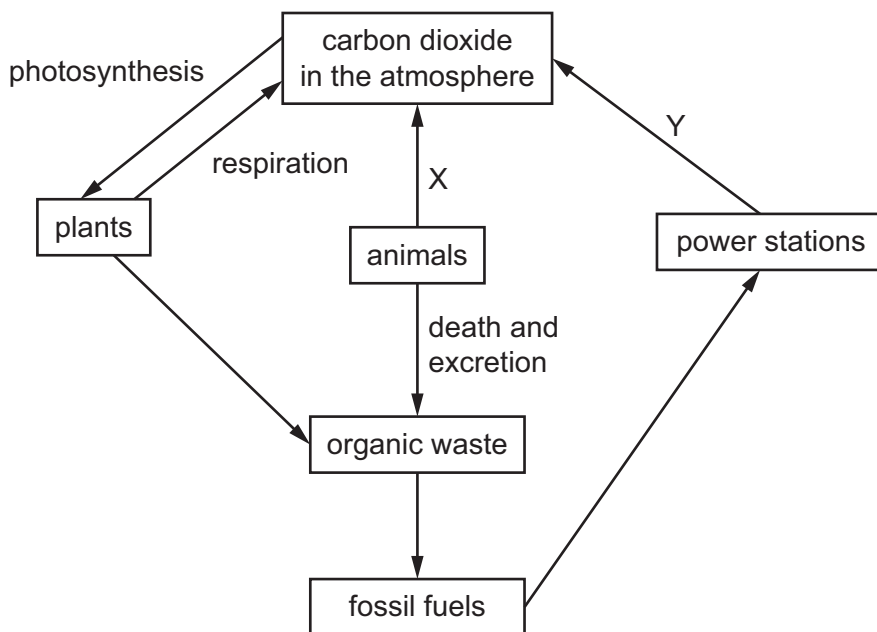 carbon dioxide
in the atmosphere
photosynthesis
respiration
X
Y
plants
animals
power stations
death and
excretion
organic waste
fossil fuels